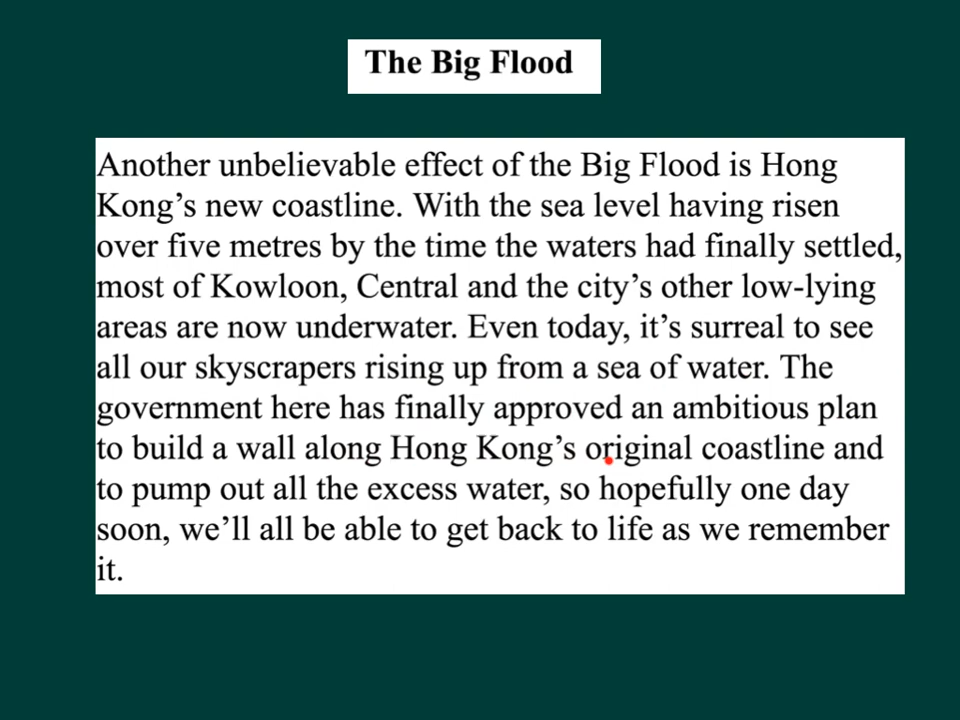 The Big Flood
Another unbelievable effect of the Big Flood is Hong
Kong’s new coastline. With the sea level having risen
over five metres by the time the waters had finally settled,
most of Kowloon, Central and the city’s other low-lying
areas are now underwater. Even today, it’s surreal to see
all our skyscrapers rising up from a sea of water. The
government here has finally approved an ambitious plan
to build a wall along Hong Kong’s original coastline and
to pump out all the excess water, so hopefully one day
soon, we’ll all be able to get back to life as we remember
it.